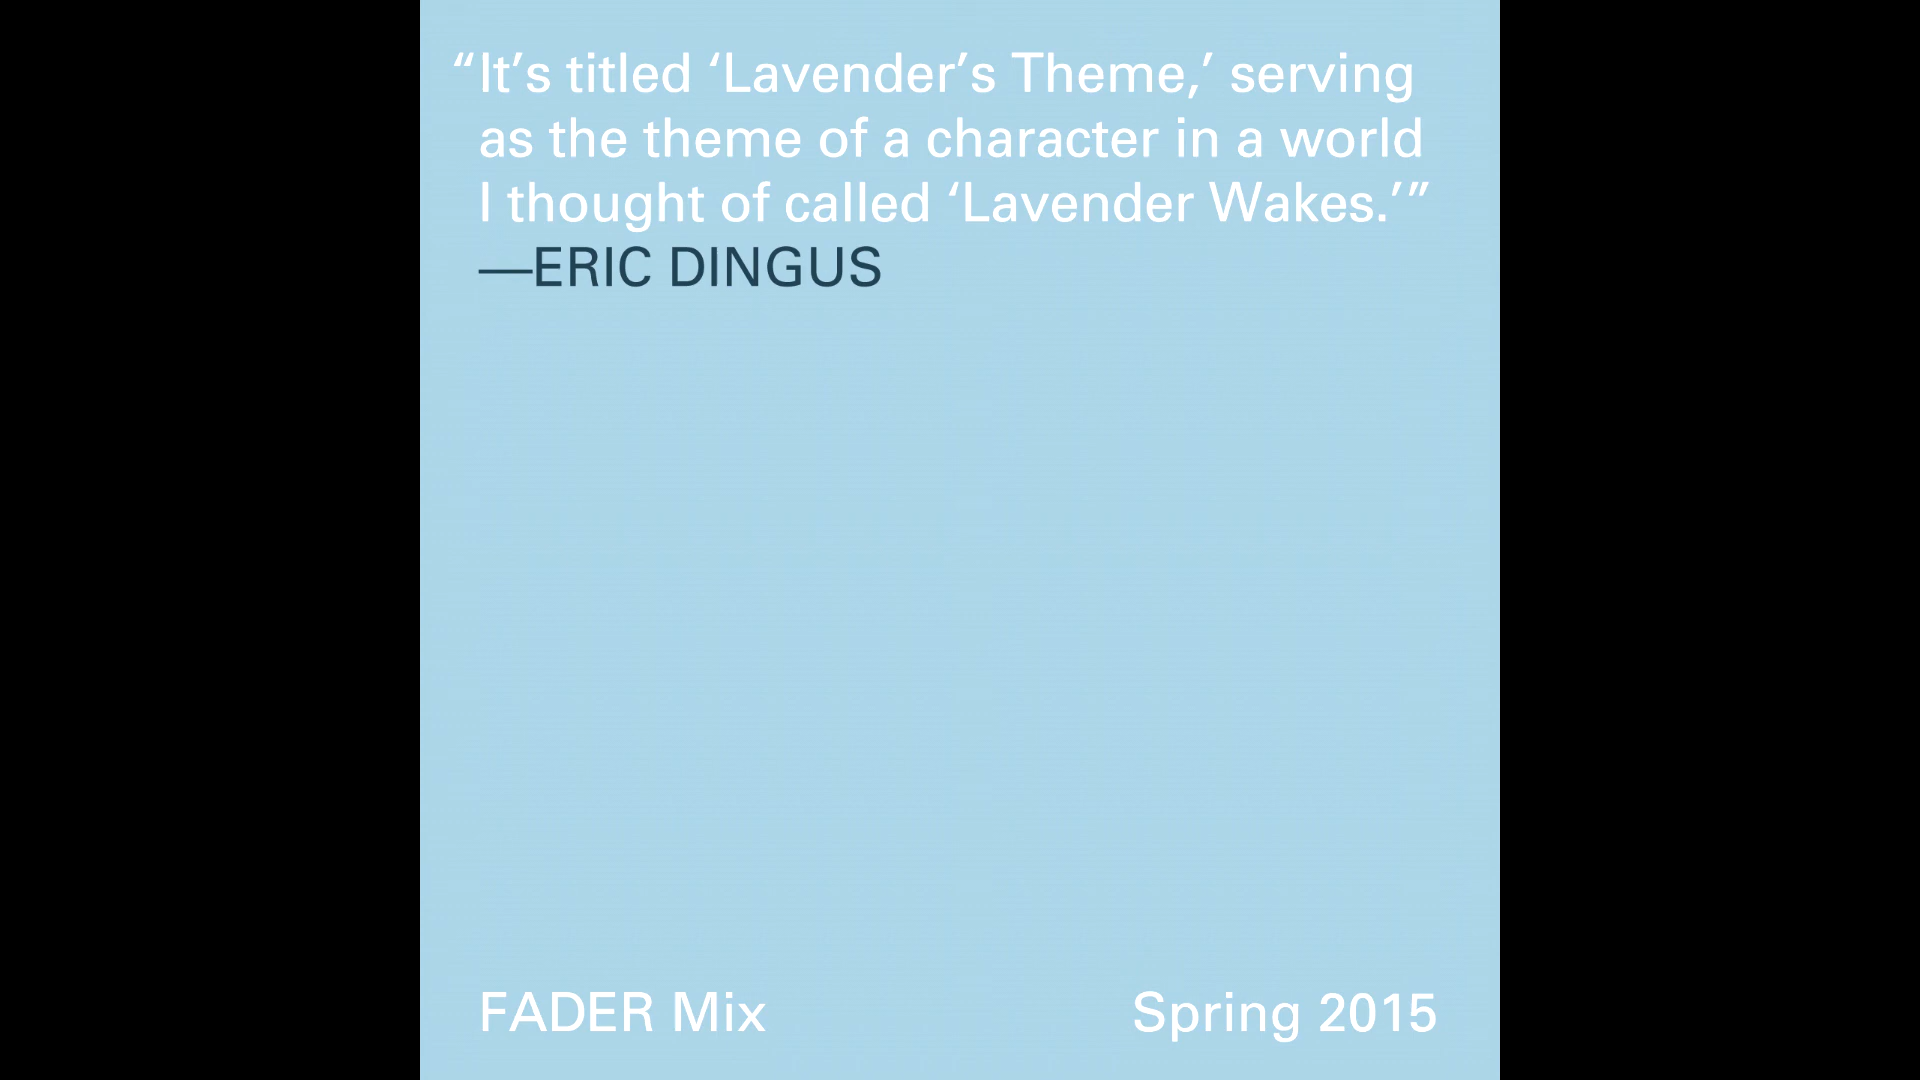 “It’s titled ‘Lavender’s Theme,’ serving
as the theme of a character in a world
I thought of called ‘Lavender Wakes.’”
—ERIC DINGUS
FADER Mix
Spring 2015